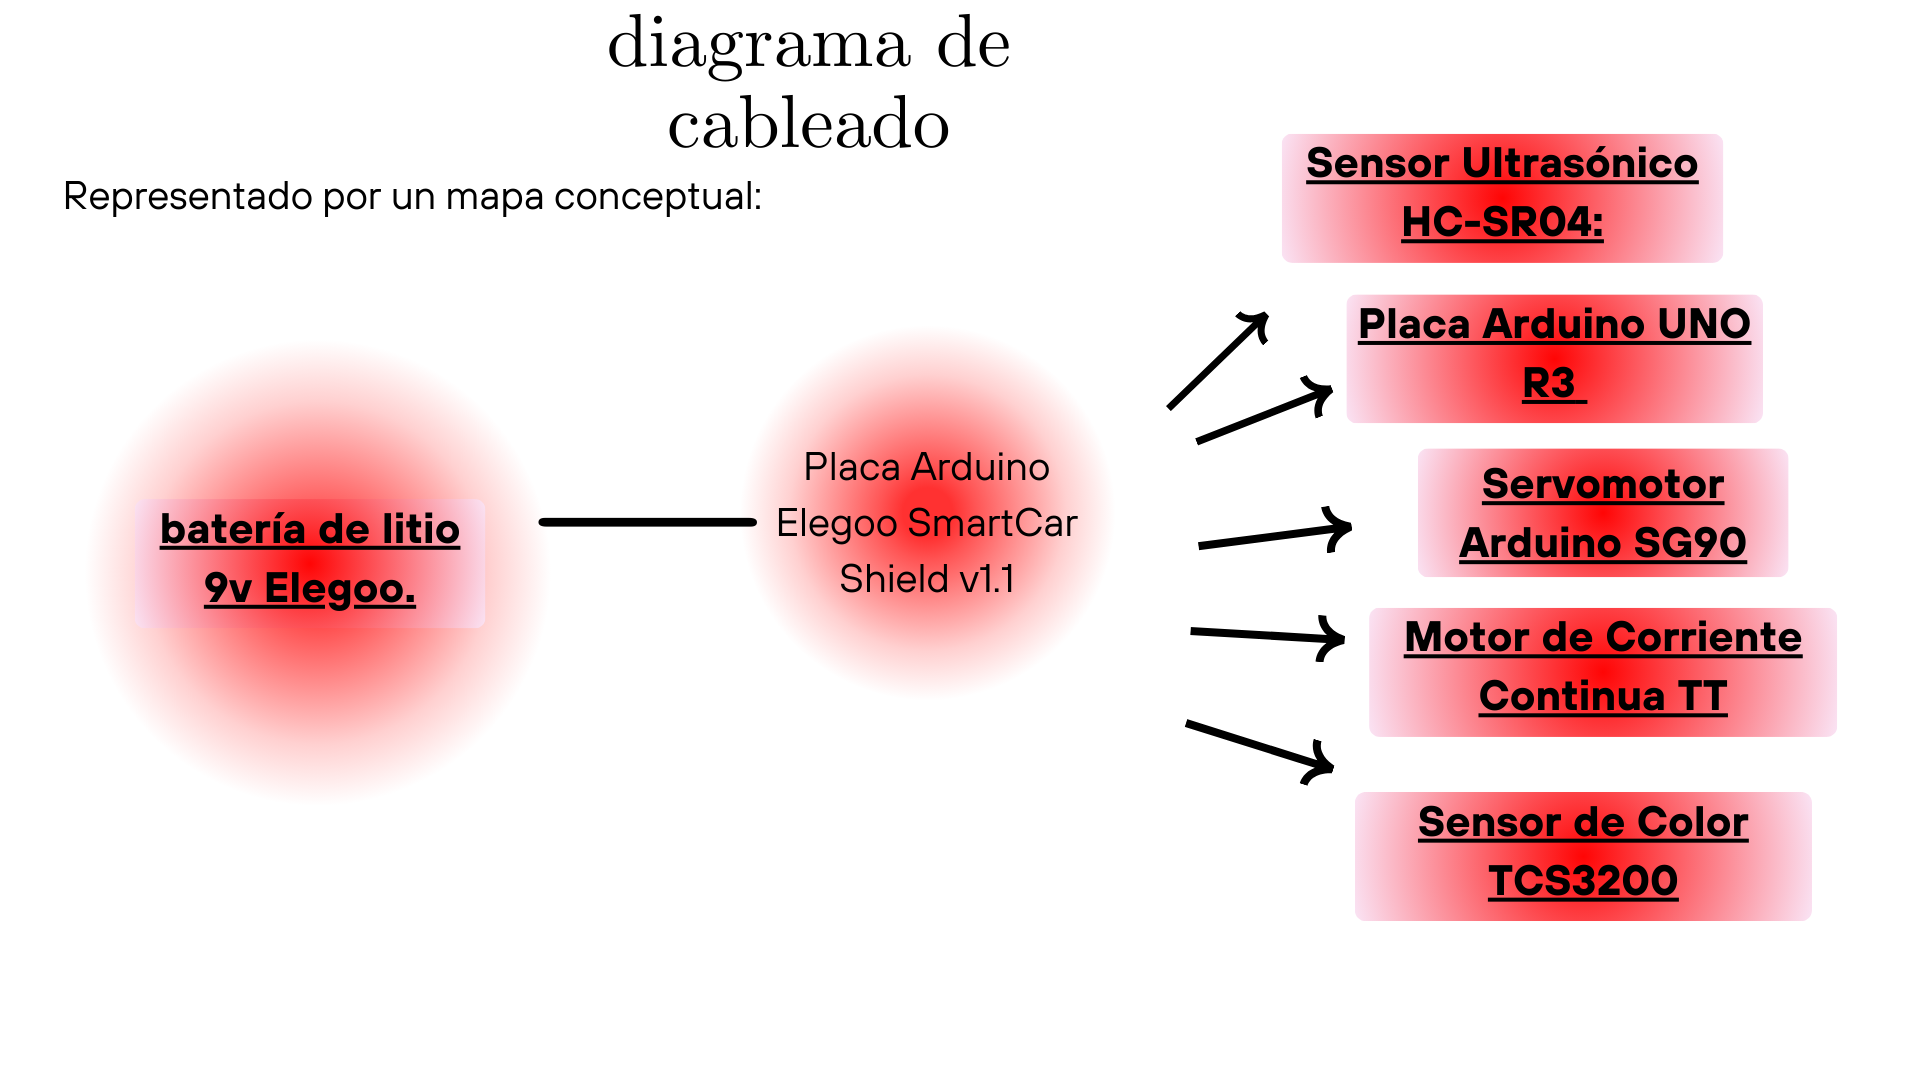 diagrama de
cableado
Representado por un mapa conceptual:
batería de litio
9v Elegoo.
Placa Arduino
Elegoo SmartCar
Shield v1.1
Sensor Ultrasónico
HC-SR04:
Placa Arduino UNO
R3
Servomotor
Arduino SG90
Motor de Corriente
Continua TT
Sensor de Color
TCS3200